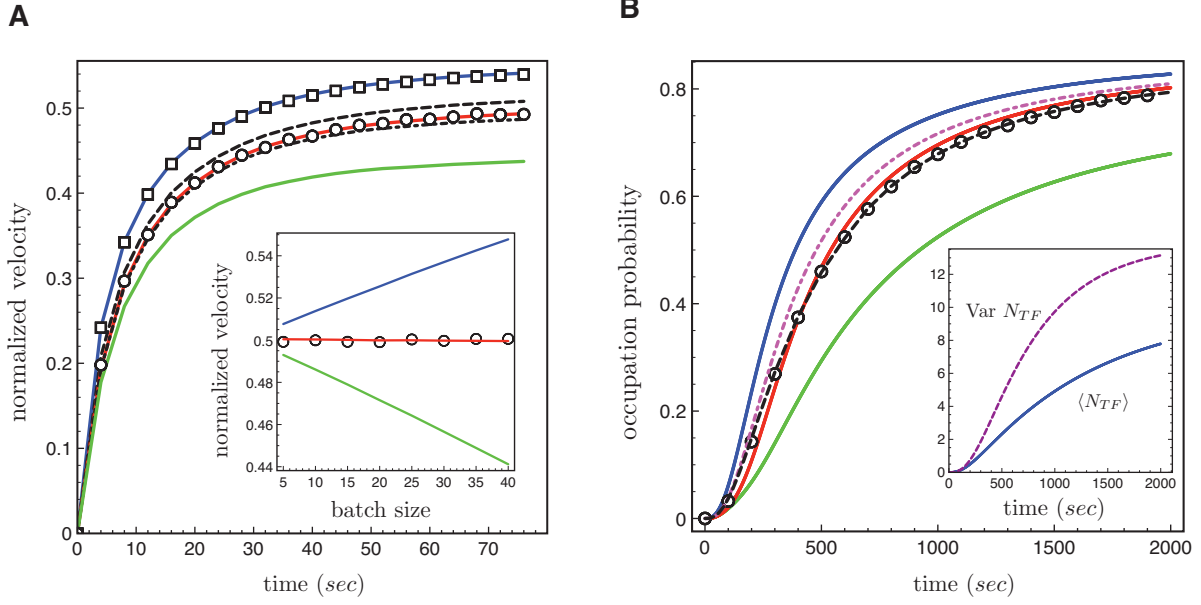 A
normalized velocity
0.5
0.4
0.3
0.2
0.1
0
0 10 20 30 40 50 60 70
time (sec)
normalized velocity
0.54
0.52
0.5
0.48
0.46
0.44
5 10 15 20 25 30 35 40
batch size
B
occupation probability
0.8
0.6
0.4
0.2
0
0 500 1000 1500 2000
time (sec)
12
10
8
6
4
2
0
Var N_TF
⟨N_TF⟩
0 500 1000 1500 2000
time (sec)